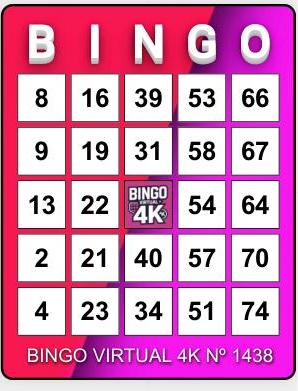 B I N G O
8 16 39 53 66
9 19 31 58 67
13 22 BINGO VIRTUAL 4K 54 64
2 21 40 57 70
4 23 34 51 74
BINGO VIRTUAL 4K Nº 1438